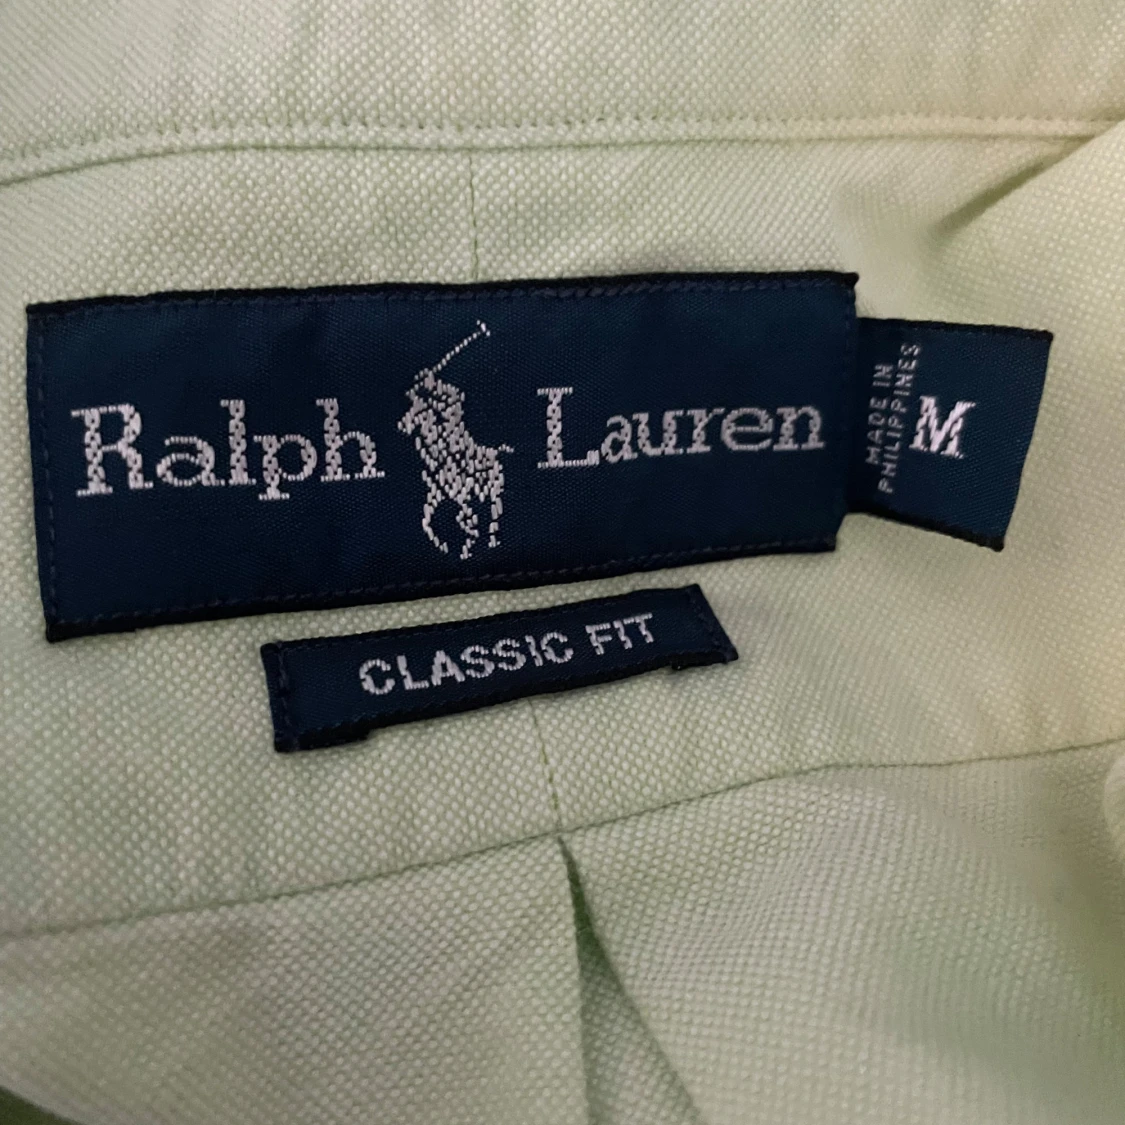 Ralph Lauren
MADE IN
PHILIPPINES
M
CLASSIC FIT